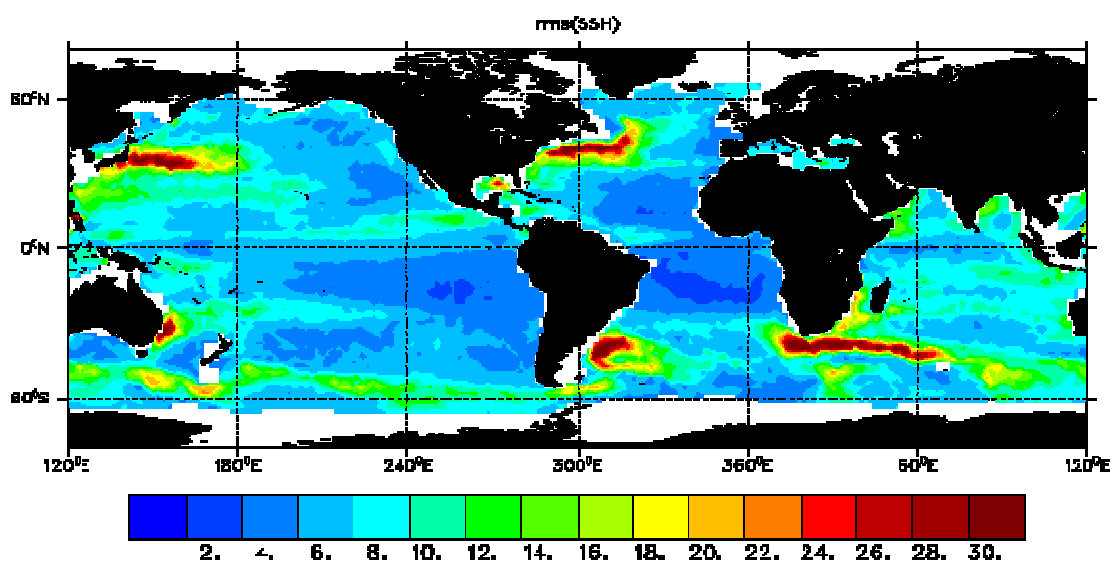 rms(SSH)
60°N
0°N
60°S
120°E 180°E 240°E 300°E 360°E 60°E 120°E
2. 4. 6. 8. 10. 12. 14. 16. 18. 20. 22. 24. 26. 28. 30.